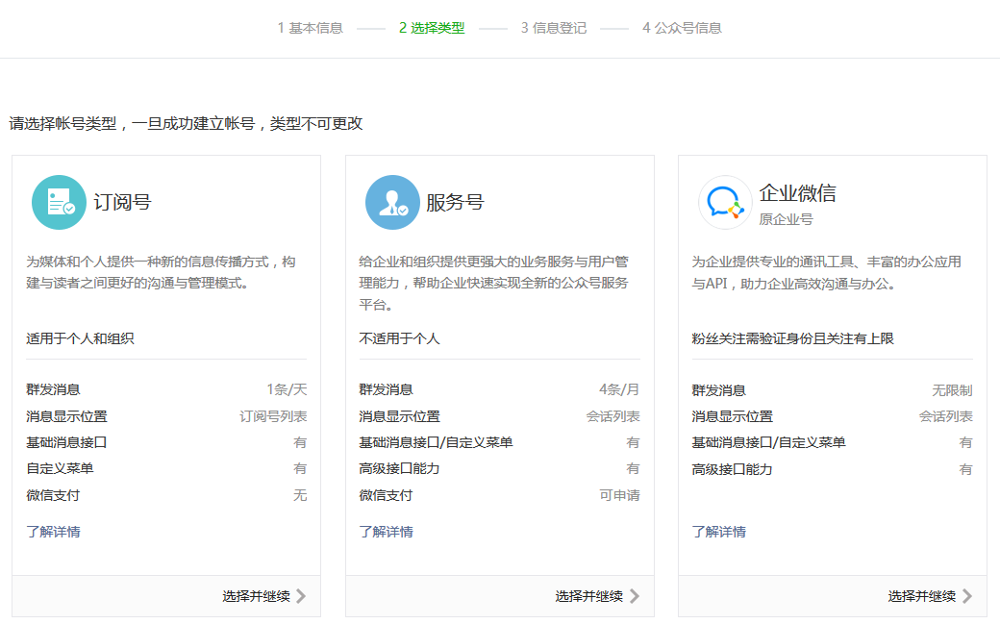 1 基本信息 2 选择类型 3 信息登记 4 公众号信息
请选择帐号类型，一旦成功建立帐号，类型不可更改
订阅号
为媒体和个人提供一种新的信息传播方式，构
建与读者之间更好的沟通与管理模式。
适用于个人和组织
群发消息 1条/天
消息显示位置 订阅号列表
基础消息接口 有
自定义菜单 有
微信支付 无
了解详情
选择并继续
服务号
给企业和组织提供更强大的业务服务与用户管
理能力，帮助企业快速实现全新的公众号服务
平台。
不适用于个人
群发消息 4条/月
消息显示位置 会话列表
基础消息接口/自定义菜单 有
高级接口能力 有
微信支付 可申请
了解详情
选择并继续
企业微信
原企业号
为企业提供专业的通讯工具、丰富的办公应用
与API，助力企业高效沟通与办公。
粉丝关注需验证身份且关注有上限
群发消息 无限制
消息显示位置 会话列表
基础消息接口/自定义菜单 有
高级接口能力 有
了解详情
选择并继续